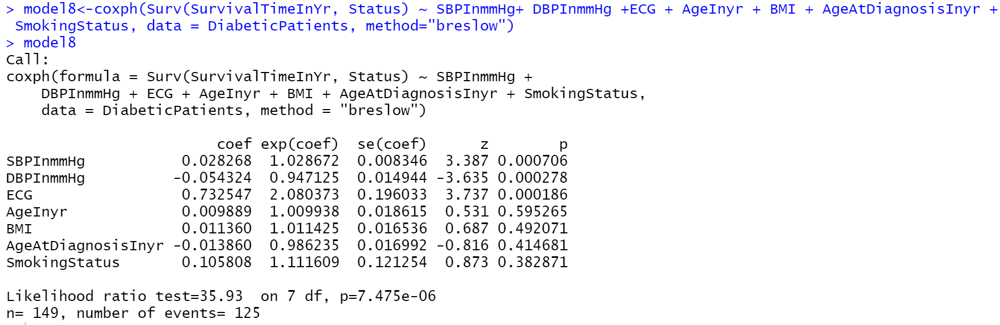 > model8<-coxph(Surv(SurvivalTimeInYr, Status) ~ SBPInmmHg+ DBPInmmHg +ECG + AgeInyr + BMI + AgeAtDiagnosisInyr +
 SmokingStatus, data = DiabeticPatients, method="breslow")
> model8
Call:
coxph(formula = Surv(SurvivalTimeInYr, Status) ~ SBPInmmHg +
    DBPInmmHg + ECG + AgeInyr + BMI + AgeAtDiagnosisInyr + SmokingStatus,
    data = DiabeticPatients, method = "breslow")

                        coef exp(coef)  se(coef)      z        p
SBPInmmHg           0.028268  1.028672  0.008346  3.387 0.000706
DBPInmmHg          -0.054324  0.947125  0.014944 -3.635 0.000278
ECG                 0.732547  2.080373  0.196033  3.737 0.000186
AgeInyr             0.009889  1.009938  0.018615  0.531 0.595265
BMI                 0.011360  1.011425  0.016536  0.687 0.492071
AgeAtDiagnosisInyr -0.013860  0.986235  0.016992 -0.816 0.414681
SmokingStatus       0.105808  1.111609  0.121254  0.873 0.382871

Likelihood ratio test=35.93  on 7 df, p=7.475e-06
n= 149, number of events= 125